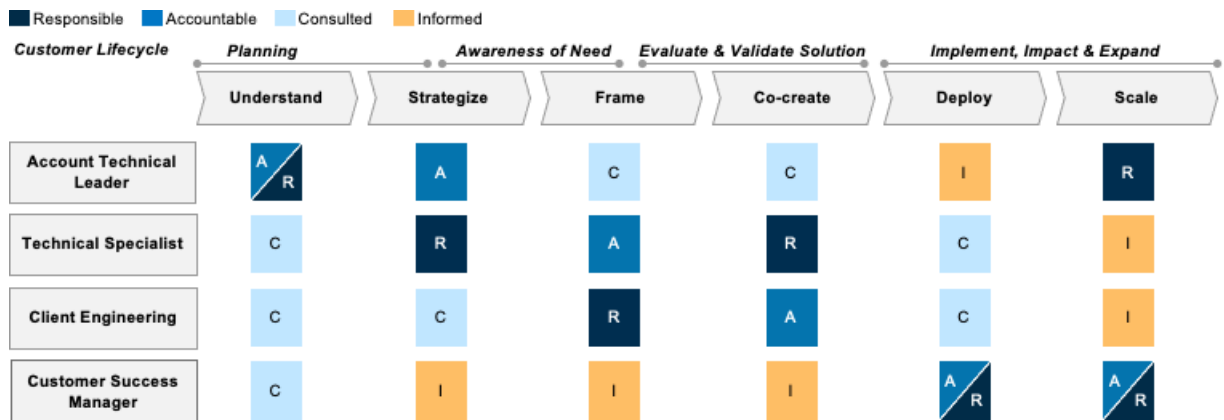 Responsible Accountable Consulted Informed
Customer Lifecycle Planning Awareness of Need Evaluate & Validate Solution Implement, Impact & Expand
Understand Strategize Frame Co-create Deploy Scale
Account Technical
Leader
A R A C C I R
Technical Specialist C R A R C I
Client Engineering C C R A C I
Customer Success
Manager
C I I I A R A R